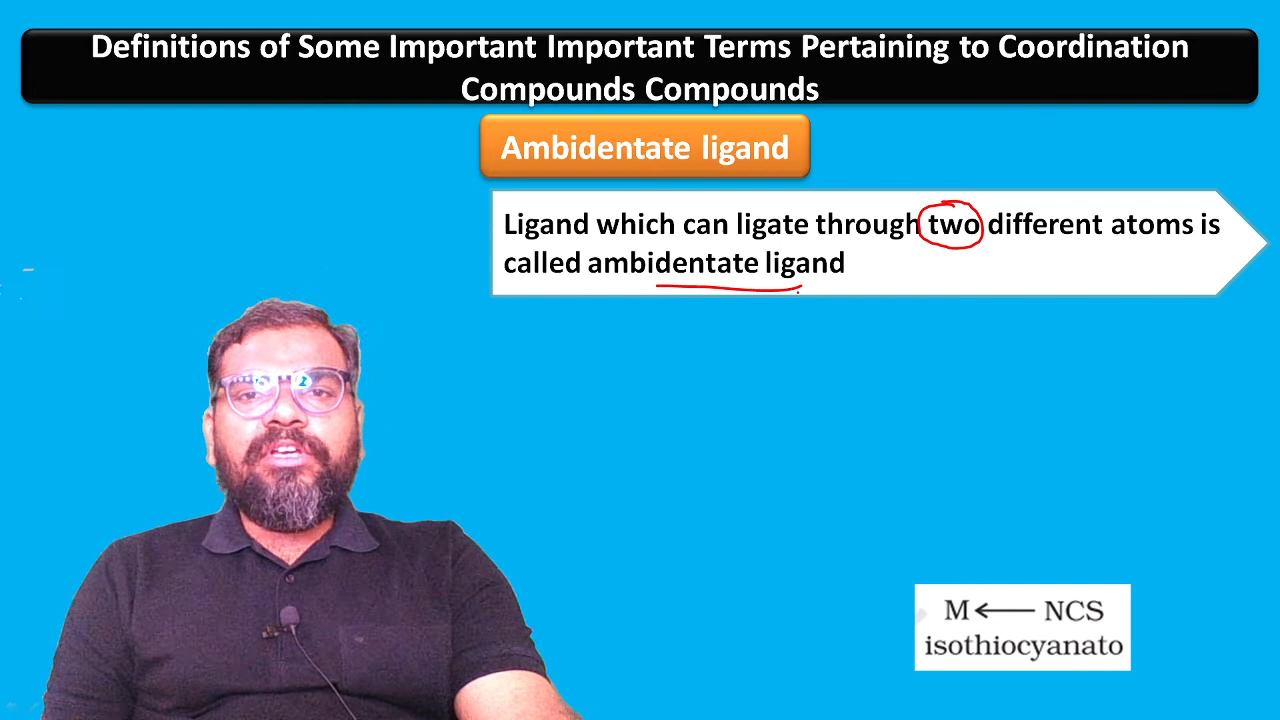 Definitions of Some Important Important Terms Pertaining to Coordination
Compounds Compounds
Ambidentate ligand
Ligand which can ligate through two different atoms is
called ambidentate ligand
M ← NCS
isothiocyanato